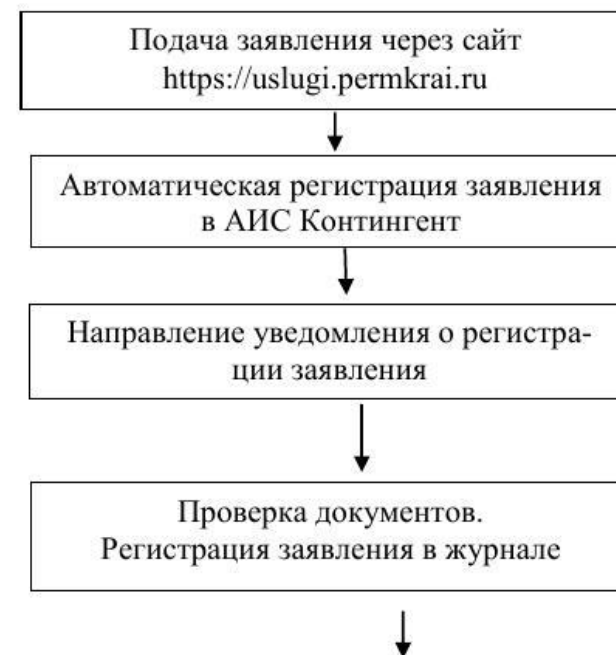 Подача заявления через сайт
https://uslugi.permkrai.ru
Автоматическая регистрация заявления
в АИС Контингент
Направление уведомления о регистра-
ции заявления
Проверка документов.
Регистрация заявления в журнале